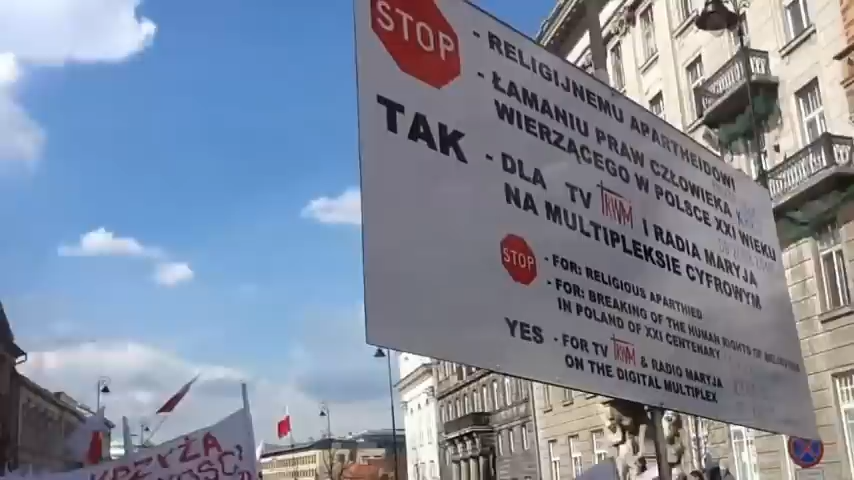 STOP - RELIGIJNEMU APARTHEIDOWI
- ŁAMANIU PRAW CZŁOWIEKA
WIERZĄCEGO W POLSCE XXI WIEKU
TAK - DLA TV TRWAM I RADIA MARYJA
NA MULTIPLEKSIE CYFROWYM
STOP - FOR: RELIGIOUS APARTHIED
- FOR: BREAKING OF THE HUMAN RIGHTS OF BELIEVERS
IN POLAND OF XXI CENTENARY
YES - FOR TV TRWAM & RADIO MARYJA
ON THE DIGITAL MULTIPLEX
KRZYŻA